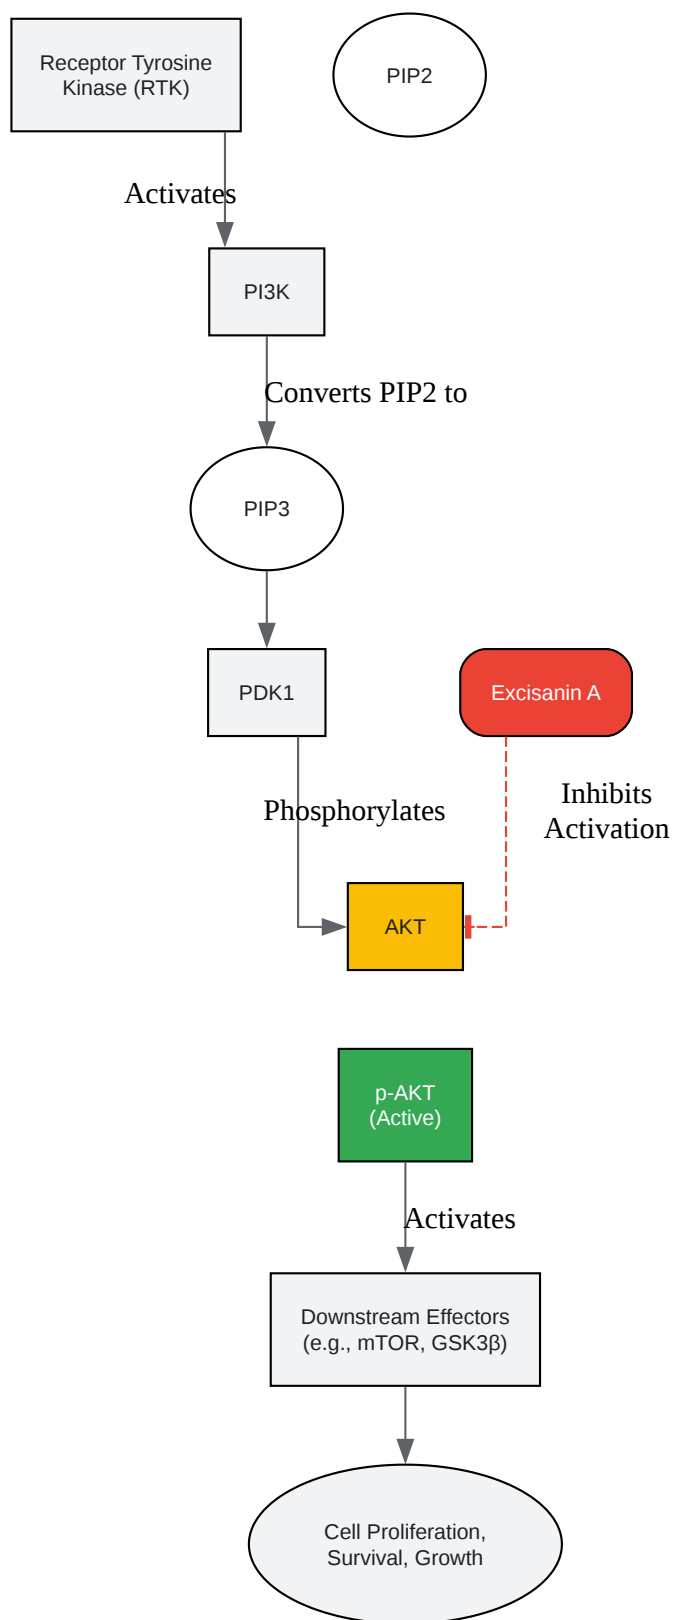 Receptor Tyrosine
Kinase (RTK)
PIP2
Activates
PI3K
Converts PIP2 to
PIP3
PDK1
Excisanin A
Phosphorylates
Inhibits
Activation
AKT
p-AKT
(Active)
Activates
Downstream Effectors
(e.g., mTOR, GSK3β)
Cell Proliferation,
Survival, Growth